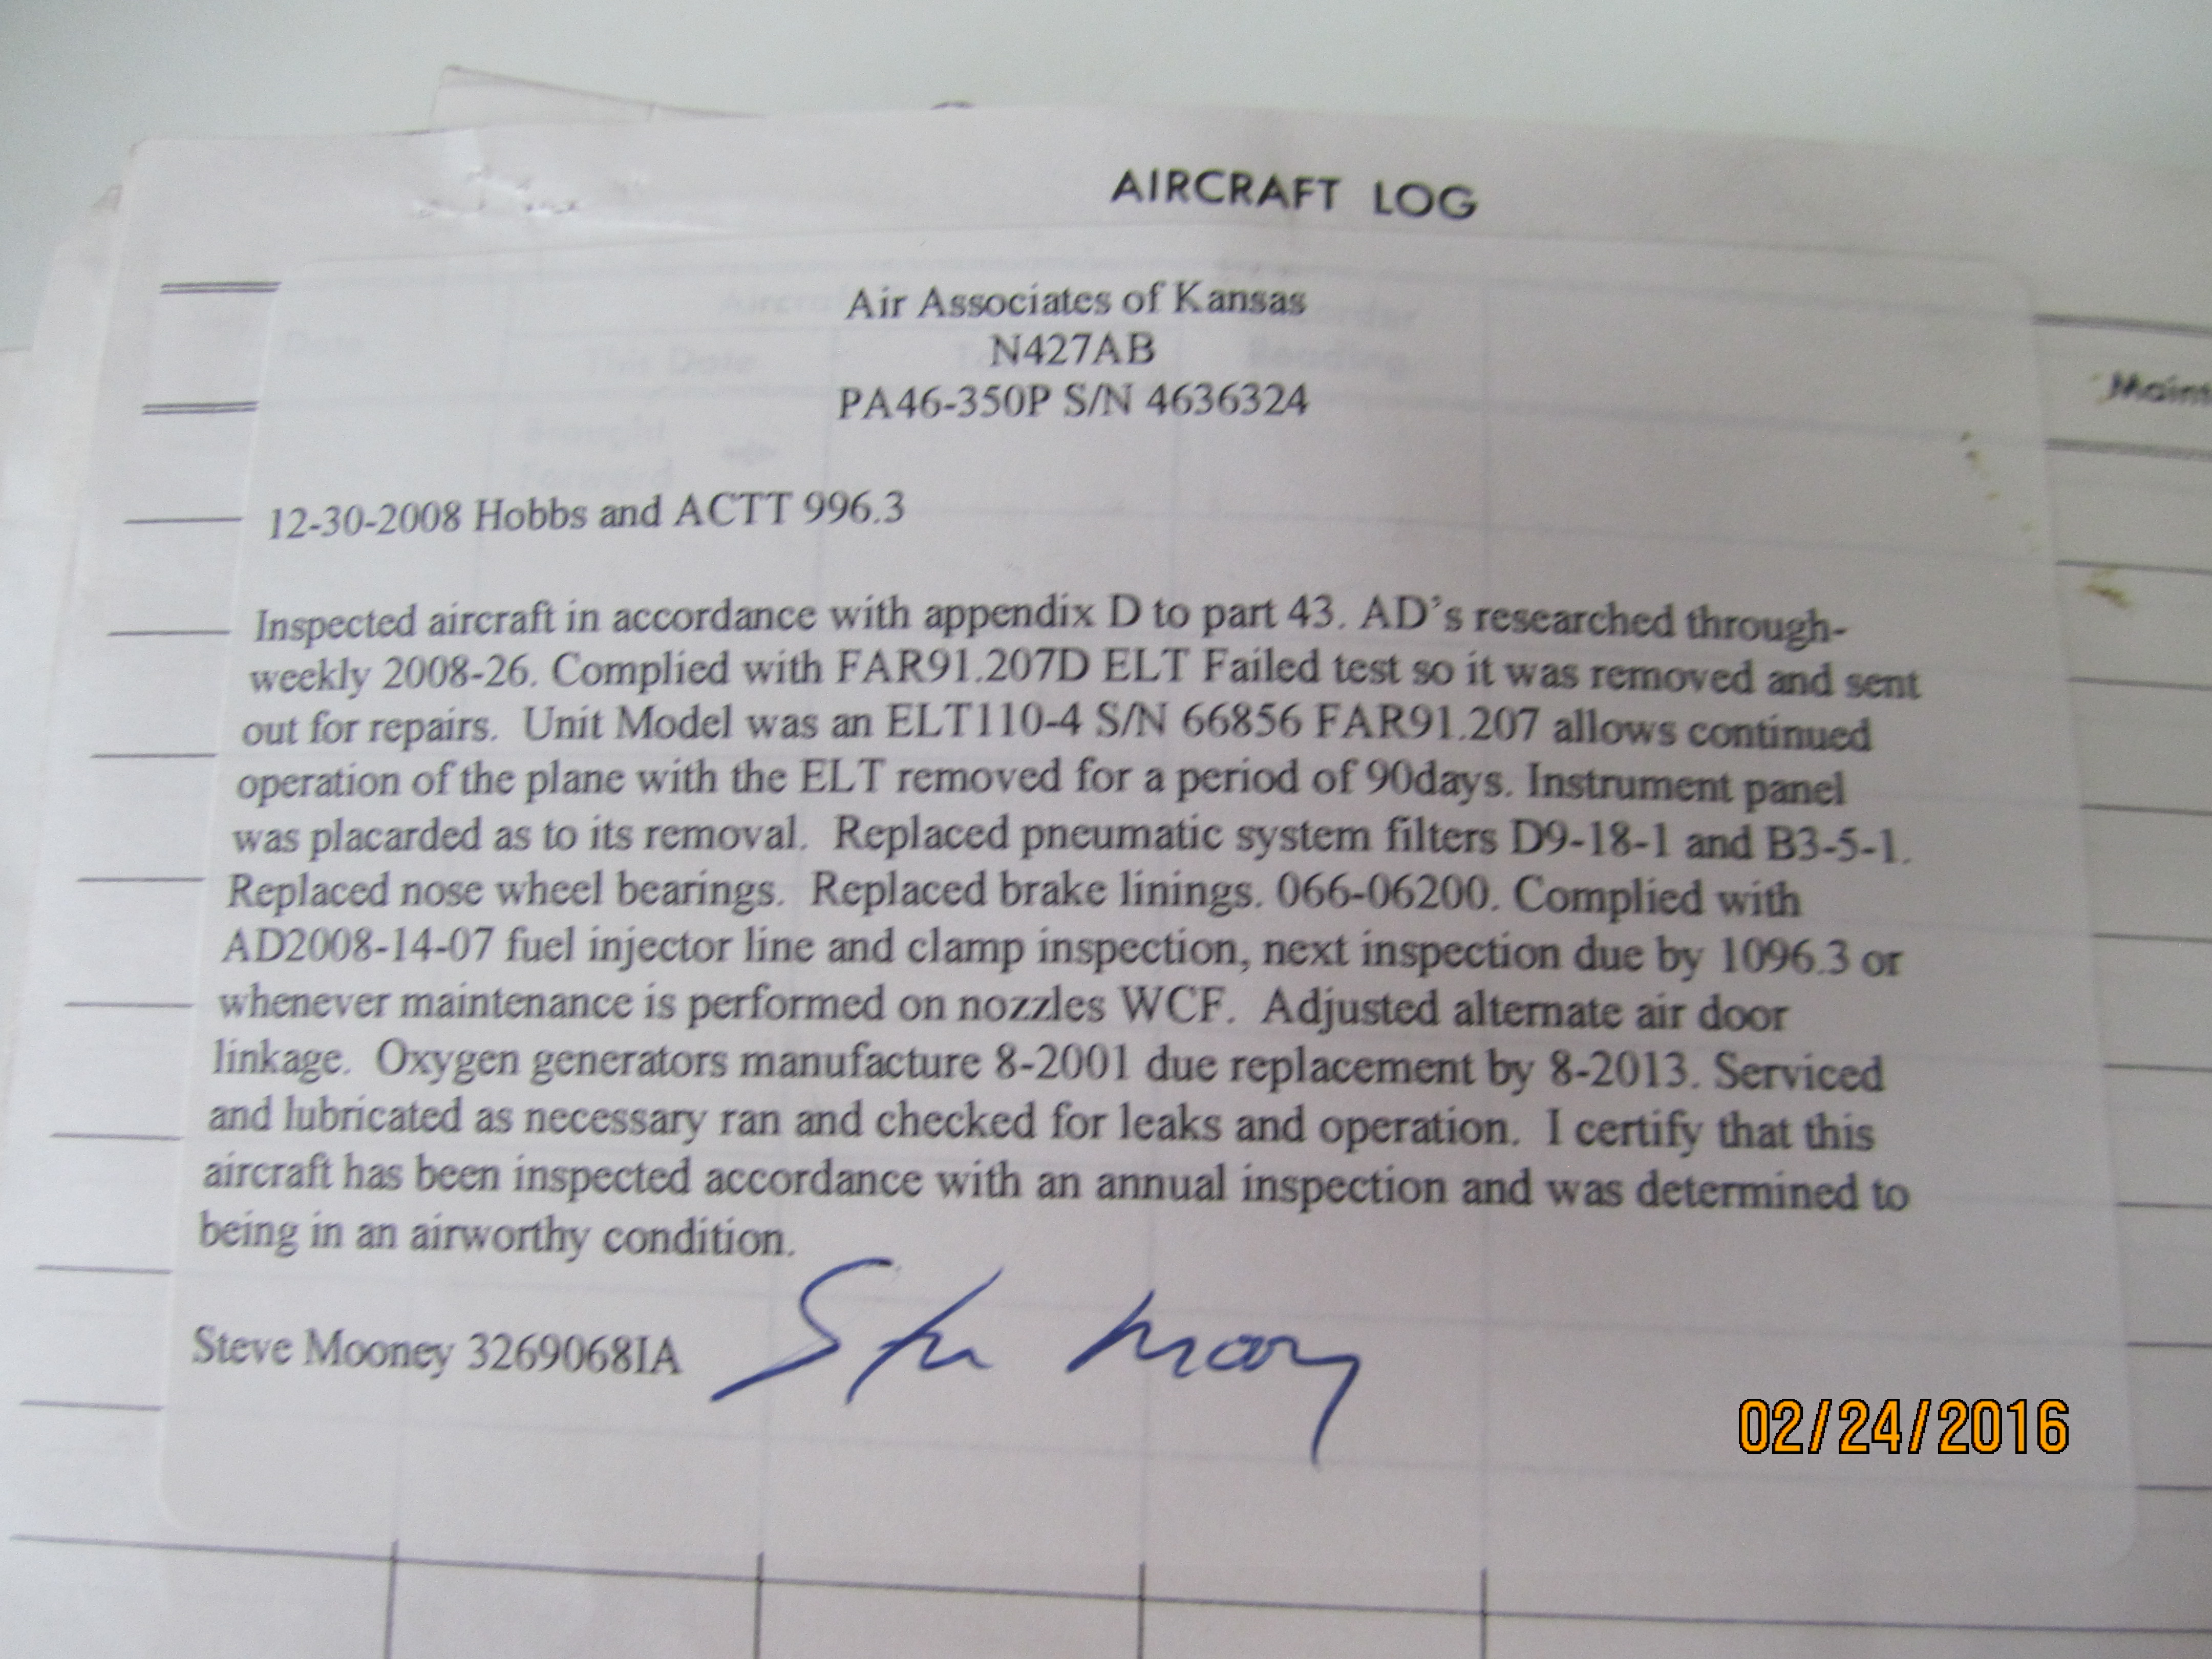 AIRCRAFT LOG
Air Associates of Kansas
N427AB
PA46-350P S/N 4636324
12-30-2008 Hobbs and ACTT 996.3
Inspected aircraft in accordance with appendix D to part 43. AD's researched through-
weekly 2008-26. Complied with FAR91.207D ELT Failed test so it was removed and sent
out for repairs. Unit Model was an ELT110-4 S/N 66856 FAR91.207 allows continued
operation of the plane with the ELT removed for a period of 90days. Instrument panel
was placarded as to its removal. Replaced pneumatic system filters D9-18-1 and B3-5-1.
Replaced nose wheel bearings. Replaced brake linings. 066-06200. Complied with
AD2008-14-07 fuel injector line and clamp inspection, next inspection due by 1096.3 or
whenever maintenance is performed on nozzles WCF. Adjusted alternate air door
linkage. Oxygen generators manufacture 8-2001 due replacement by 8-2013. Serviced
and lubricated as necessary ran and checked for leaks and operation. I certify that this
aircraft has been inspected accordance with an annual inspection and was determined to
being in an airworthy condition.
Steve Mooney 3269068IA
02/24/2016